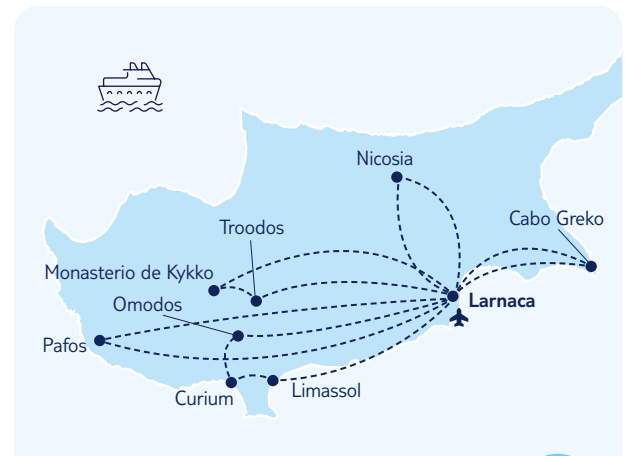 Nicosia
Cabo Greko
Troodos
Monasterio de Kykko
Omodos
Larnaca
Pafos
Curium
Limassol